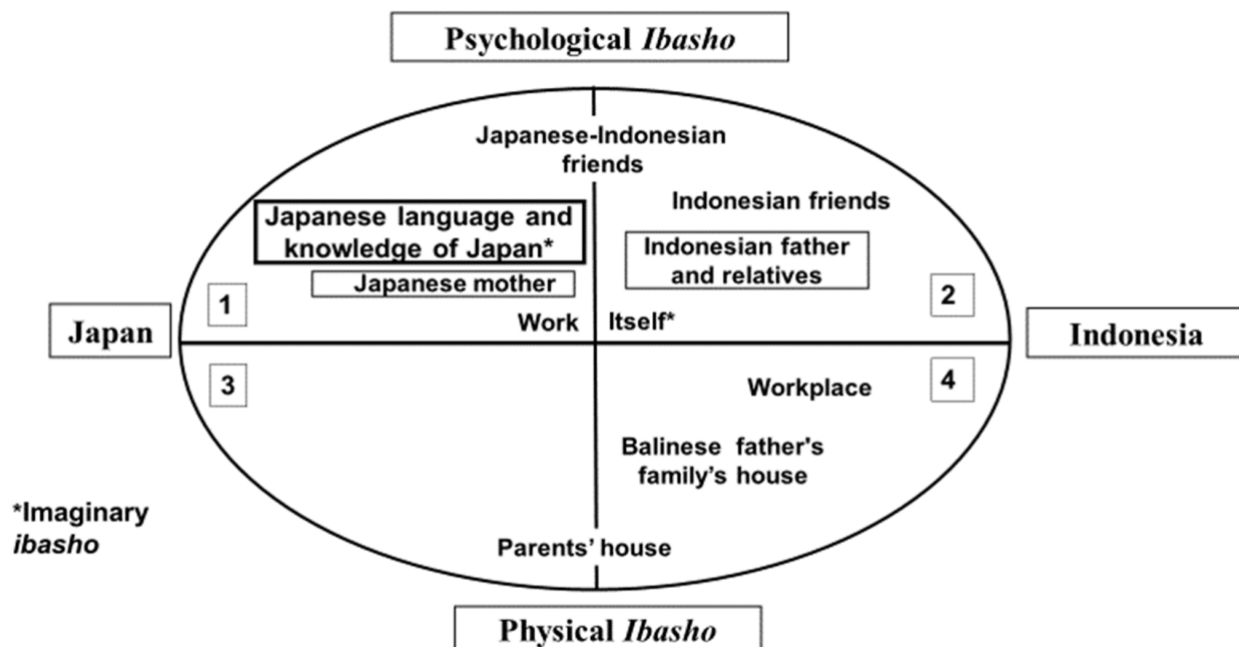 Psychological Ibasho
Japanese-Indonesian
friends
Indonesian friends
Japanese language and
knowledge of Japan*
Indonesian father
and relatives
Japanese mother
1
2
Work Itself*
Japan
Indonesia
3
4
Workplace
Balinese father's
family’s house
*Imaginary
ibasho
Parents’ house
Physical Ibasho